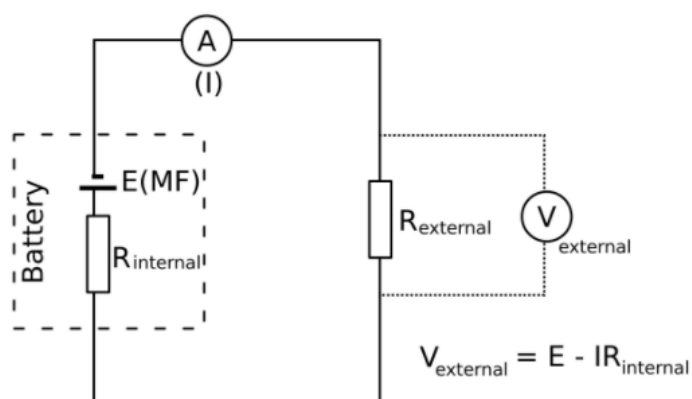 A
(I)
Battery
E(MF)
Rinternal
Rexternal
V
external
Vexternal = E - IRinternal